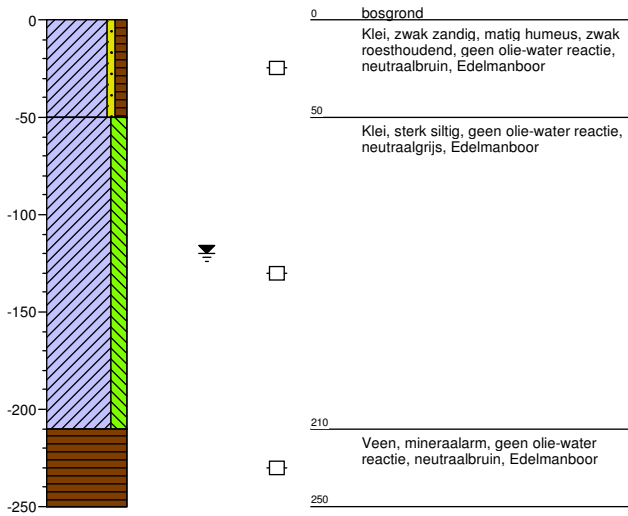 0
-50
-100
-150
-200
-250
0
bosgrond
Klei, zwak zandig, matig humeus, zwak
roesthoudend, geen olie-water reactie,
neutraalbruin, Edelmanboor
50
Klei, sterk siltig, geen olie-water reactie,
neutraalgrijs, Edelmanboor
210
Veen, mineraalarm, geen olie-water
reactie, neutraalbruin, Edelmanboor
250